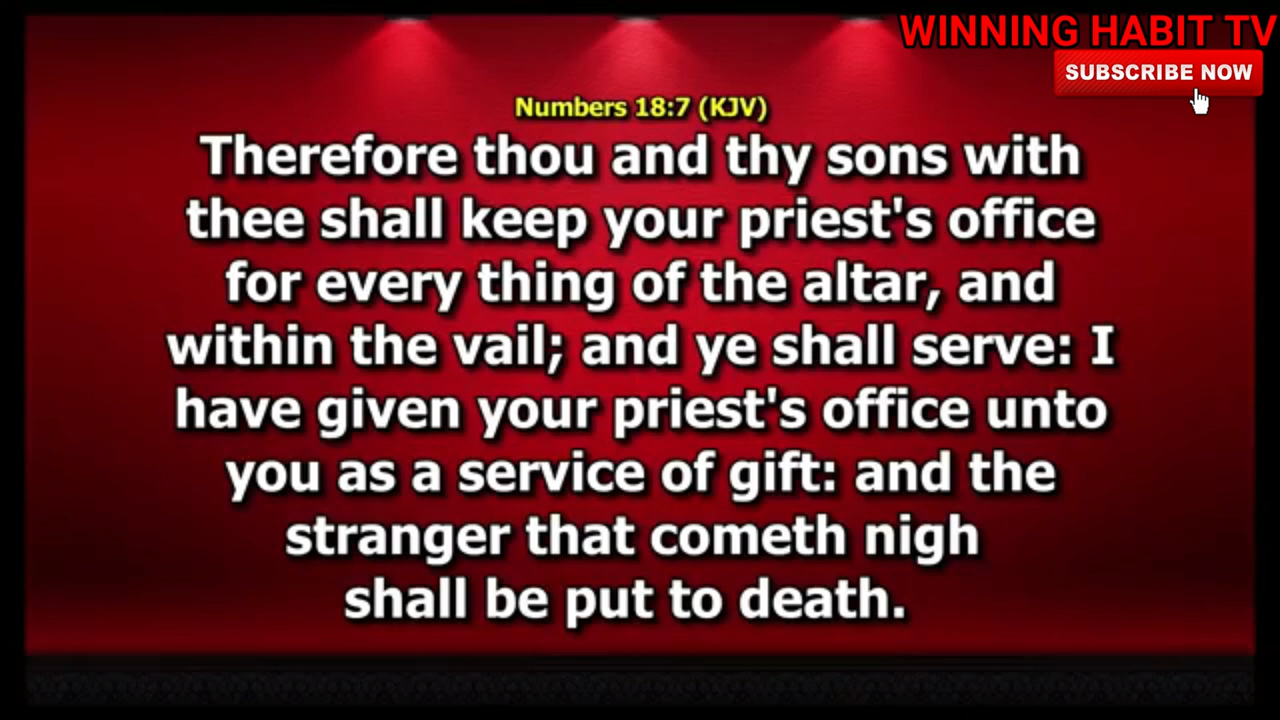 WINNING HABIT TV
SUBSCRIBE NOW
Numbers 18:7 (KJV)
Therefore thou and thy sons with
thee shall keep your priest's office
for every thing of the altar, and
within the vail; and ye shall serve: I
have given your priest's office unto
you as a service of gift: and the
stranger that cometh nigh
shall be put to death.